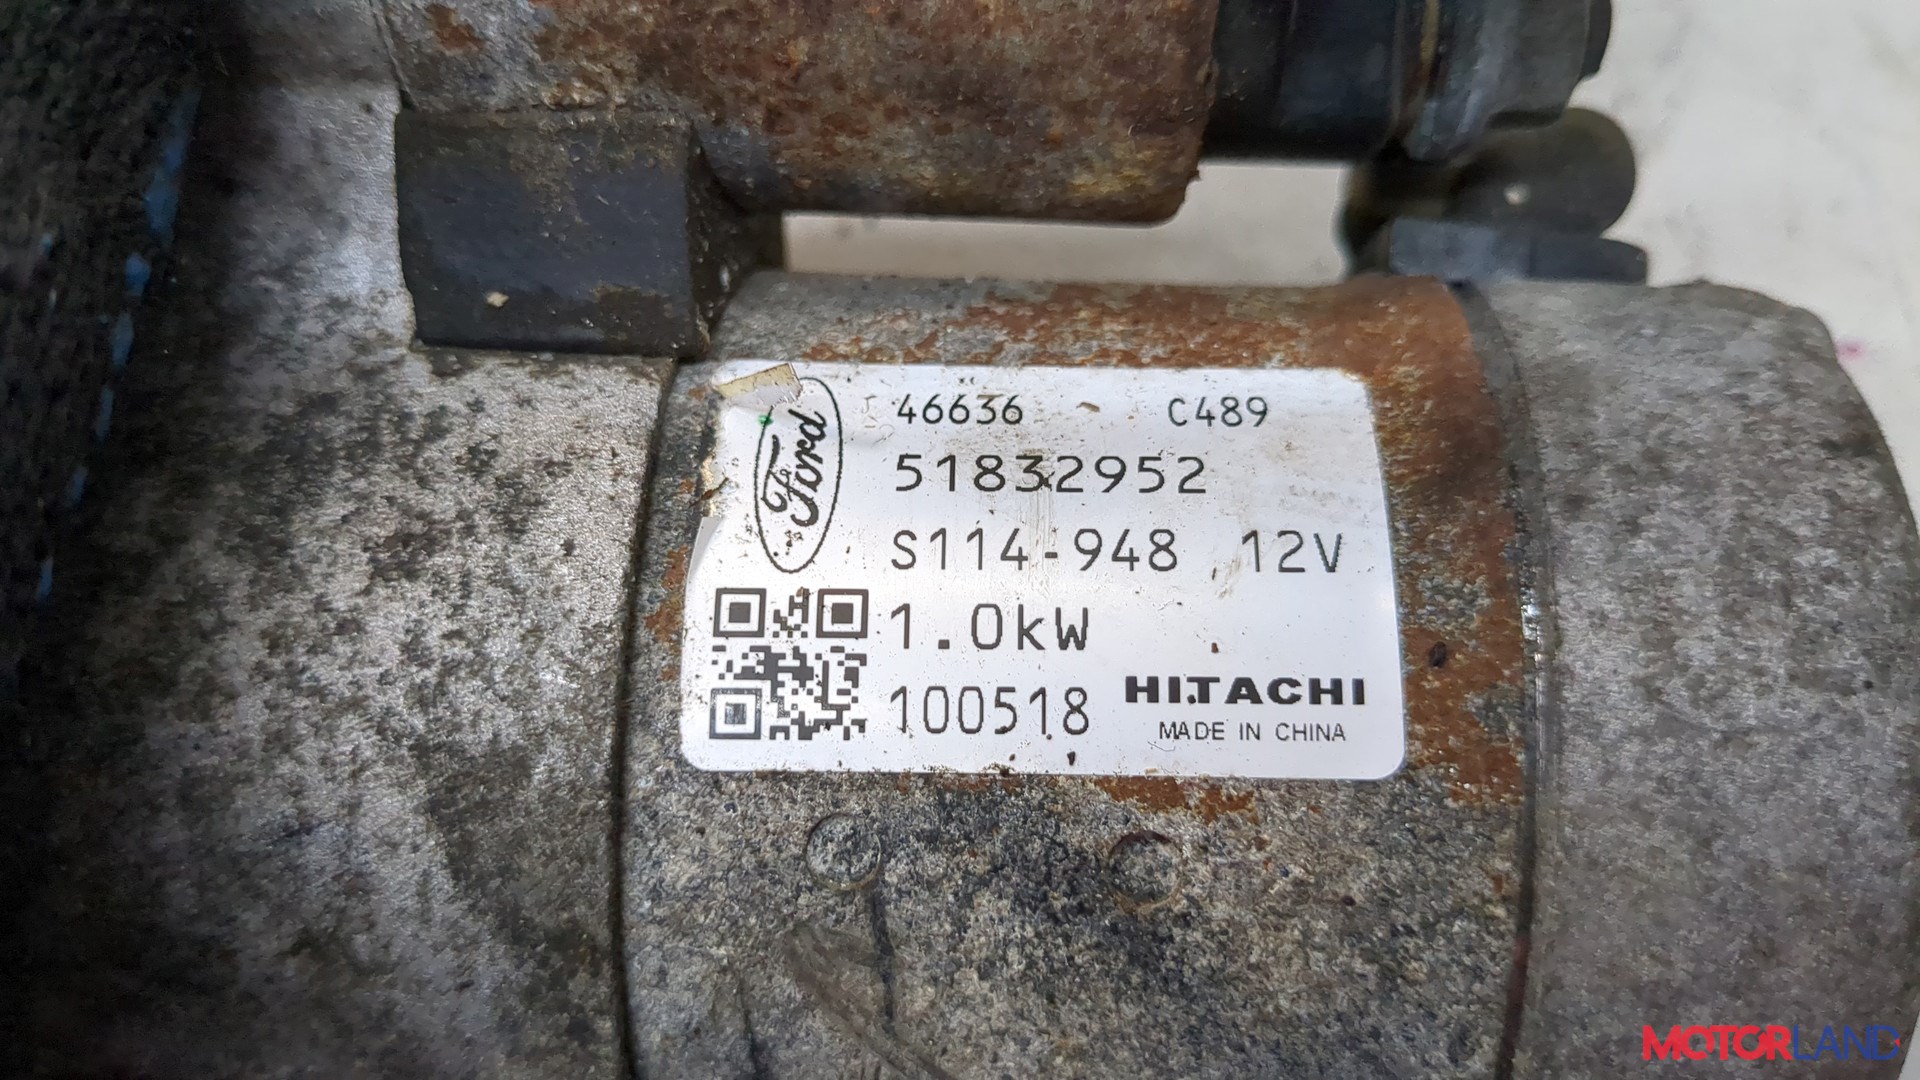 Ford
46636 C489
51832952
S114-948 12V
1.0kW
100518 HITACHI
MADE IN CHINA
MOTORLAND